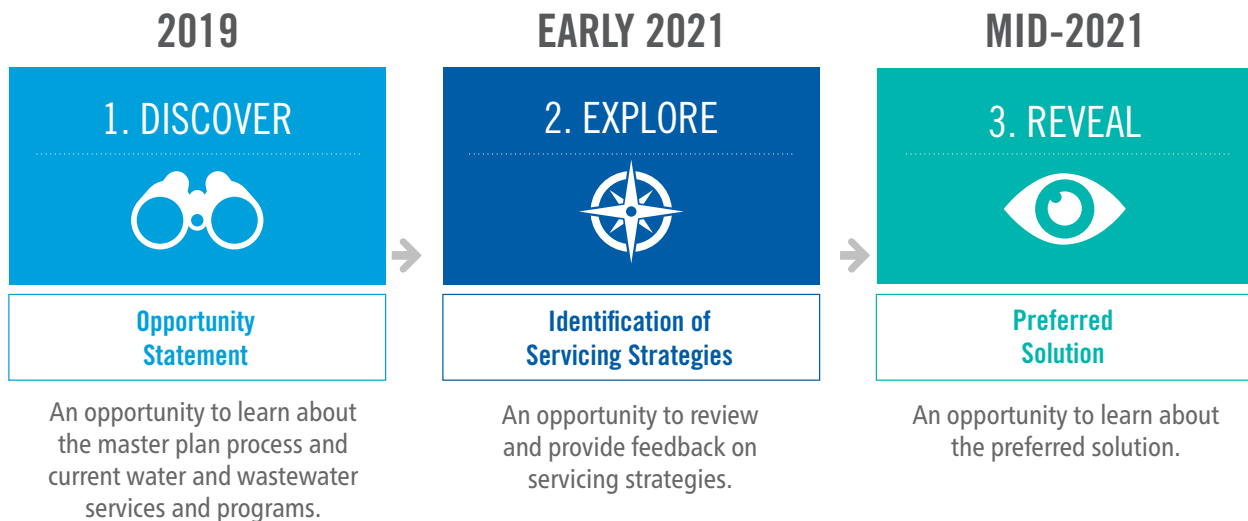 2019
1. DISCOVER
Opportunity
Statement
An opportunity to learn about
the master plan process and
current water and wastewater
services and programs.
EARLY 2021
2. EXPLORE
Identification of
Servicing Strategies
An opportunity to review
and provide feedback on
servicing strategies.
MID-2021
3. REVEAL
Preferred
Solution
An opportunity to learn about
the preferred solution.